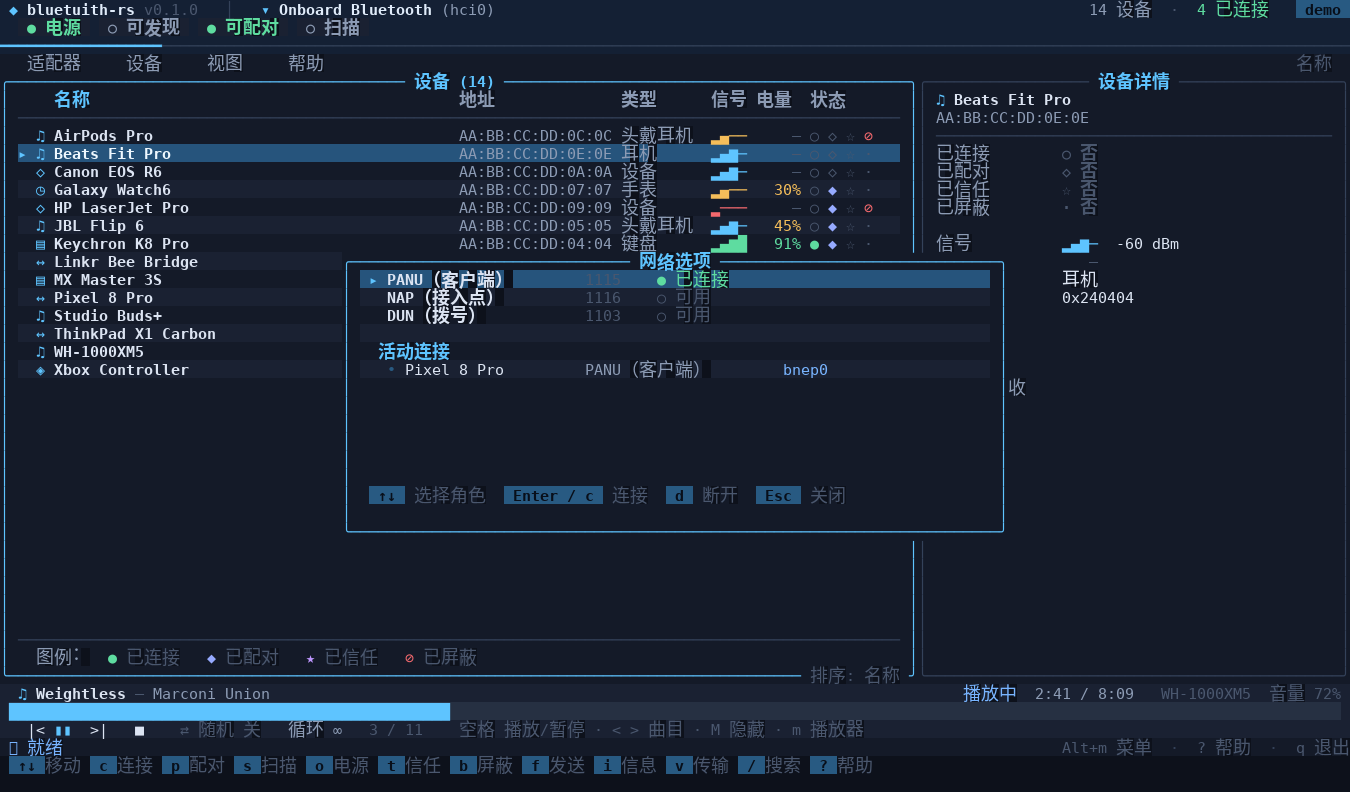 ◆ bluetuith-rs v0.1.0 │ ▾ Onboard Bluetooth (hci0) 14 设备 · 4 已连接 demo
● 电源 ○ 可发现 ● 可配对 ○ 扫描
适配器 设备 视图 帮助 名称
设备 (14) 设备详情
名称 地址 类型 信号 电量 状态 ♫ Beats Fit Pro
AA:BB:CC:DD:0E:0E
♫ AirPods Pro AA:BB:CC:DD:0C:0C 头戴耳机 — ○ ◇ ☆ ⊘
▸ ♫ Beats Fit Pro AA:BB:CC:DD:0E:0E 耳机 — ○ ◇ ☆ · 已连接 ○ 否
◇ Canon EOS R6 AA:BB:CC:DD:0A:0A 设备 — ○ ◇ ☆ · 已配对 ◇ 否
◷ Galaxy Watch6 AA:BB:CC:DD:07:07 手表 30% ○ ◆ ☆ · 已信任 ☆ 否
◇ HP LaserJet Pro AA:BB:CC:DD:09:09 设备 — ○ ◆ ☆ ⊘ 已屏蔽 · 否
♫ JBL Flip 6 AA:BB:CC:DD:05:05 头戴耳机 45% ○ ◆ ☆ ·
▤ Keychron K8 Pro AA:BB:CC:DD:04:04 键盘 91% ● ◆ ☆ · 信号 -60 dBm
↔ Linkr Bee Bridge 网络选项 —
▤ MX Master 3S ▸ PANU (客户端) 1115 ● 已连接 耳机
↔ Pixel 8 Pro NAP (接入点) 1116 ○ 可用 0x240404
♫ Studio Buds+ DUN (拨号) 1103 ○ 可用
↔ ThinkPad X1 Carbon
♫ WH-1000XM5 活动连接
◈ Xbox Controller • Pixel 8 Pro PANU (客户端) bnep0
收
↑↓ 选择角色 Enter / c 连接 d 断开 Esc 关闭
图例: ● 已连接 ◆ 已配对 ★ 已信任 ⊘ 已屏蔽
排序: 名称
♫ Weightless — Marconi Union 播放中 2:41 / 8:09 WH-1000XM5 音量 72%
|< ▮▮ >| ■ ⇄ 随机 关 循环 ∞ 3 / 11 空格 播放/暂停 · < > 曲目 · M 隐藏 · m 播放器
就绪 Alt+m 菜单 · ? 帮助 · q 退出
↑↓ 移动 c 连接 p 配对 s 扫描 o 电源 t 信任 b 屏蔽 f 发送 i 信息 v 传输 / 搜索 ? 帮助